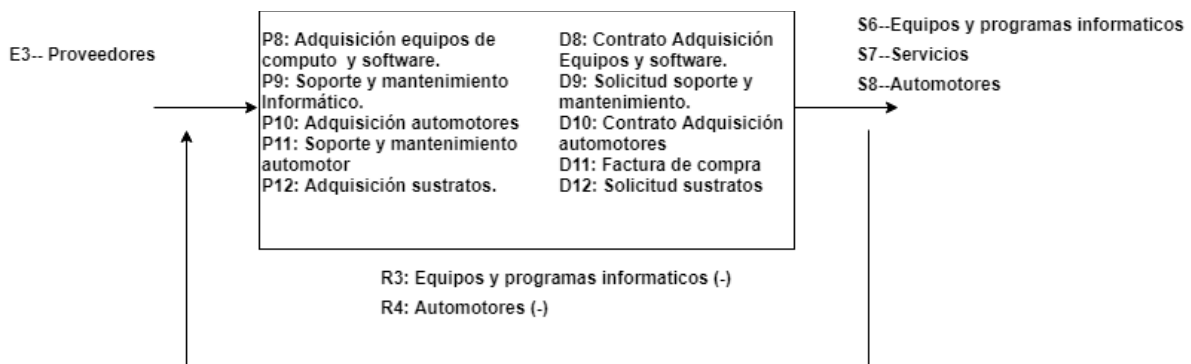 E3-- Proveedores
P8: Adquisición equipos de
computo y software.
P9: Soporte y mantenimiento
Informático.
P10: Adquisición automotores
P11: Soporte y mantenimiento
automotor
P12: Adquisición sustratos.
D8: Contrato Adquisición
Equipos y software.
D9: Solicitud soporte y
mantenimiento.
D10: Contrato Adquisición
automotores
D11: Factura de compra
D12: Solicitud sustratos
S6--Equipos y programas informaticos
S7--Servicios
S8--Automotores
R3: Equipos y programas informaticos (-)
R4: Automotores (-)